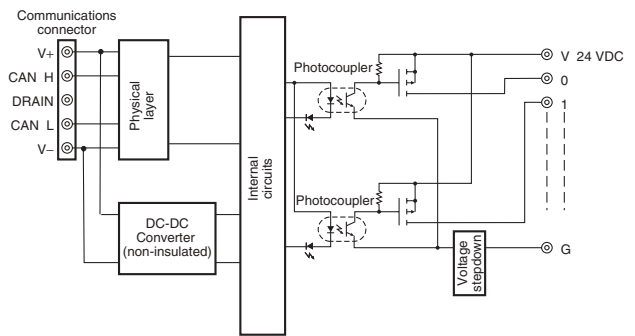 Communications
connector
V+
CAN H
DRAIN
CAN L
V−
Physical
layer
DC-DC
Converter
(non-insulated)
Internal
circuits
Photocoupler
Photocoupler
Voltage
stepdown
V 24 VDC
0
1
G